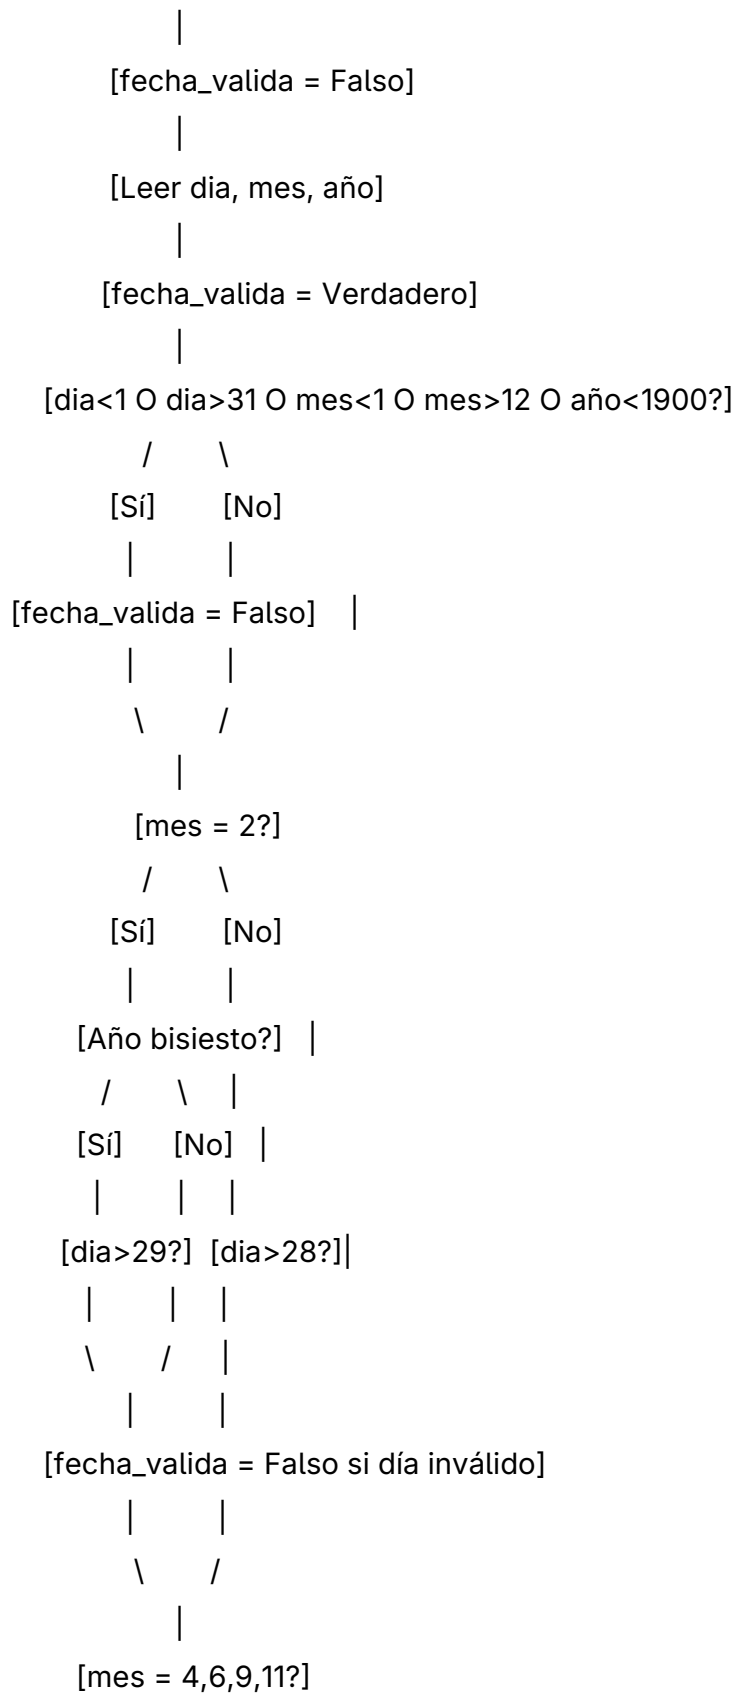 |
[fecha_valida = Falso]
|
[Leer dia, mes, año]
|
[fecha_valida = Verdadero]
|
[dia<1 O dia>31 O mes<1 O mes>12 O año<1900?]
/ \
[Sí] [No]
| |
[fecha_valida = Falso] |
| |
\ /
|
[mes = 2?]
/ \
[Sí] [No]
| |
[Año bisiesto?] |
/ \ |
[Sí] [No] |
| | |
[dia>29?] [dia>28?]|
| | |
\ / |
| |
[fecha_valida = Falso si día inválido]
| |
\ /
|
[mes = 4,6,9,11?]